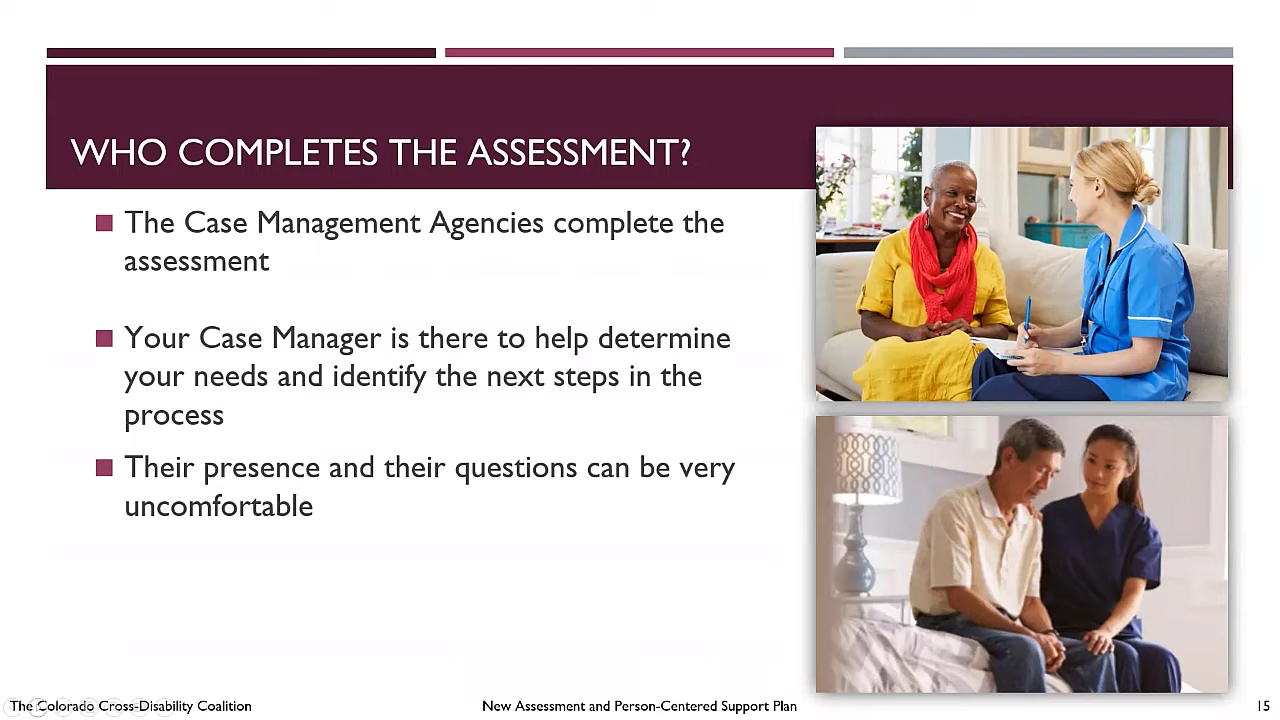 WHO COMPLETES THE ASSESSMENT?
The Case Management Agencies complete the
assessment
Your Case Manager is there to help determine
your needs and identify the next steps in the
process
Their presence and their questions can be very
uncomfortable
The Colorado Cross-Disability Coalition
New Assessment and Person-Centered Support Plan
15